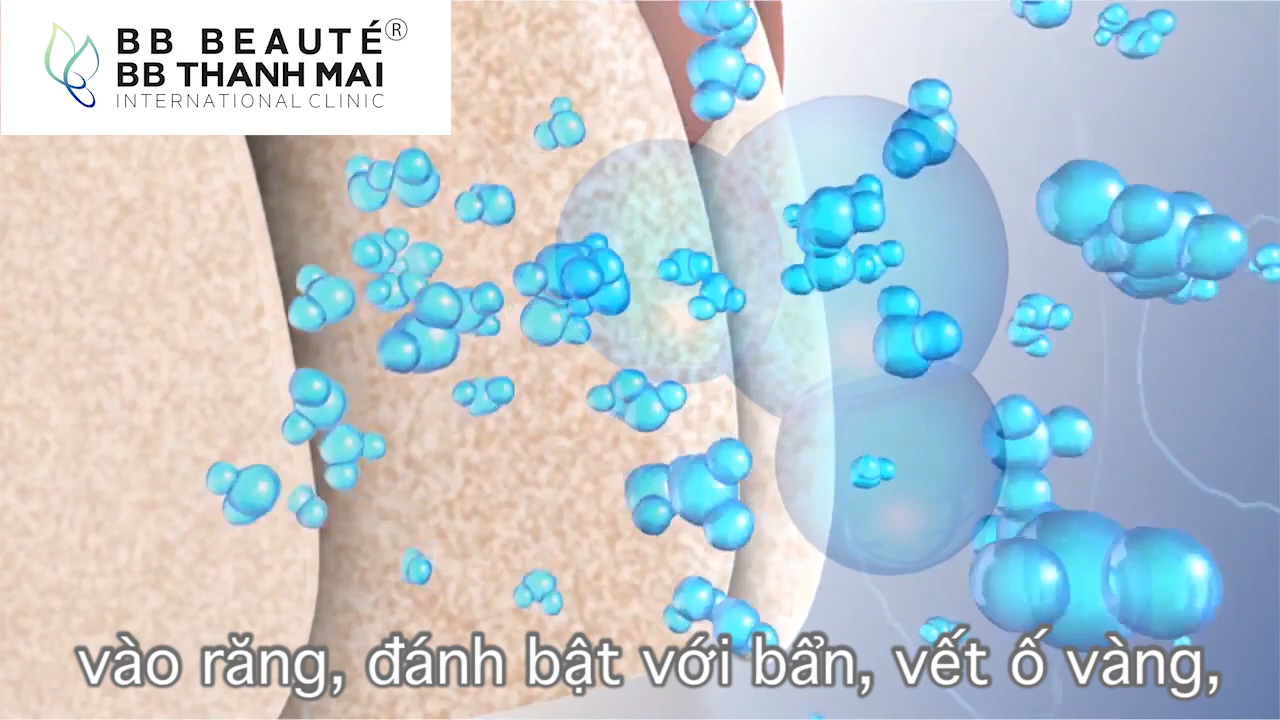 BB BEAUTÉ®
BB THANH MAI
INTERNATIONAL CLINIC
vào răng, đánh bật với bẩn, vết ố vàng,